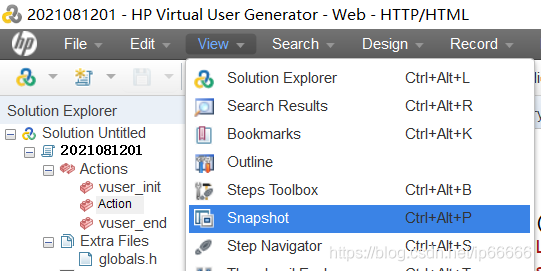 2021081201 - HP Virtual User Generator - Web - HTTP/HTML
hp File Edit View Search Design Record
Solution Explorer
Solution Untitled
2021081201
Actions
vuser_init
Action
vuser_end
Extra Files
globals.h
Solution Explorer Ctrl+Alt+L
Search Results Ctrl+Alt+R
Bookmarks Ctrl+Alt+K
Outline
Steps Toolbox Ctrl+Alt+B
Snapshot Ctrl+Alt+P
Step Navigator Ctrl+Alt+S
https://blog.csdn.net/lp66666